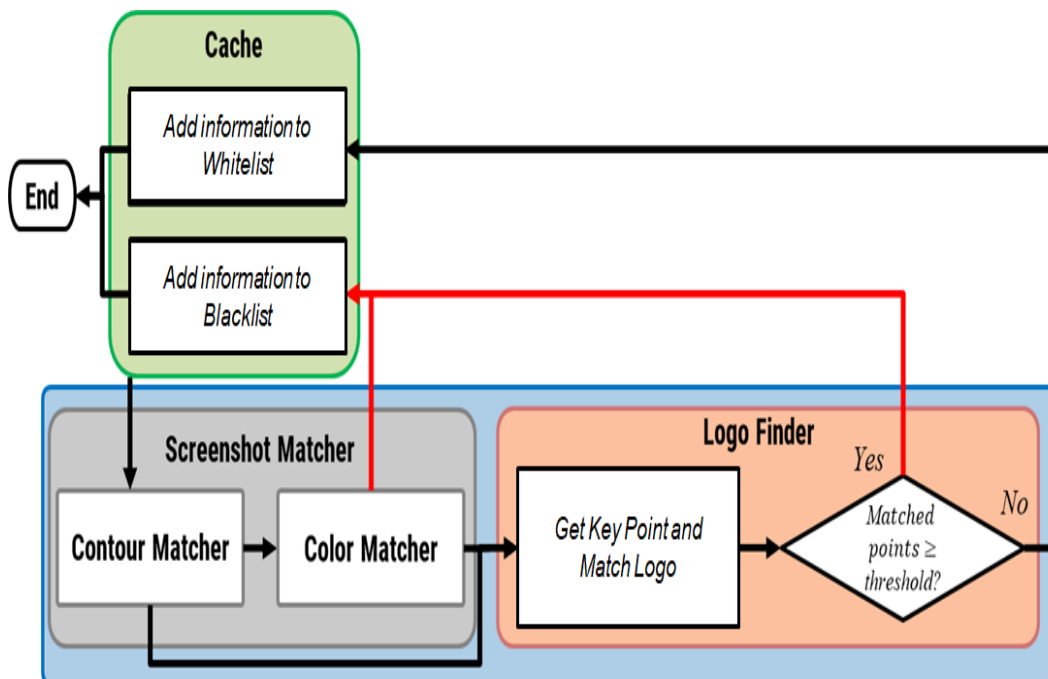 Cache
Add information to
Whitelist
End
Add information to
Blacklist
Screenshot Matcher
Contour Matcher
Color Matcher
Logo Finder
Get Key Point and
Match Logo
Yes
Matched
points ≥
threshold?
No